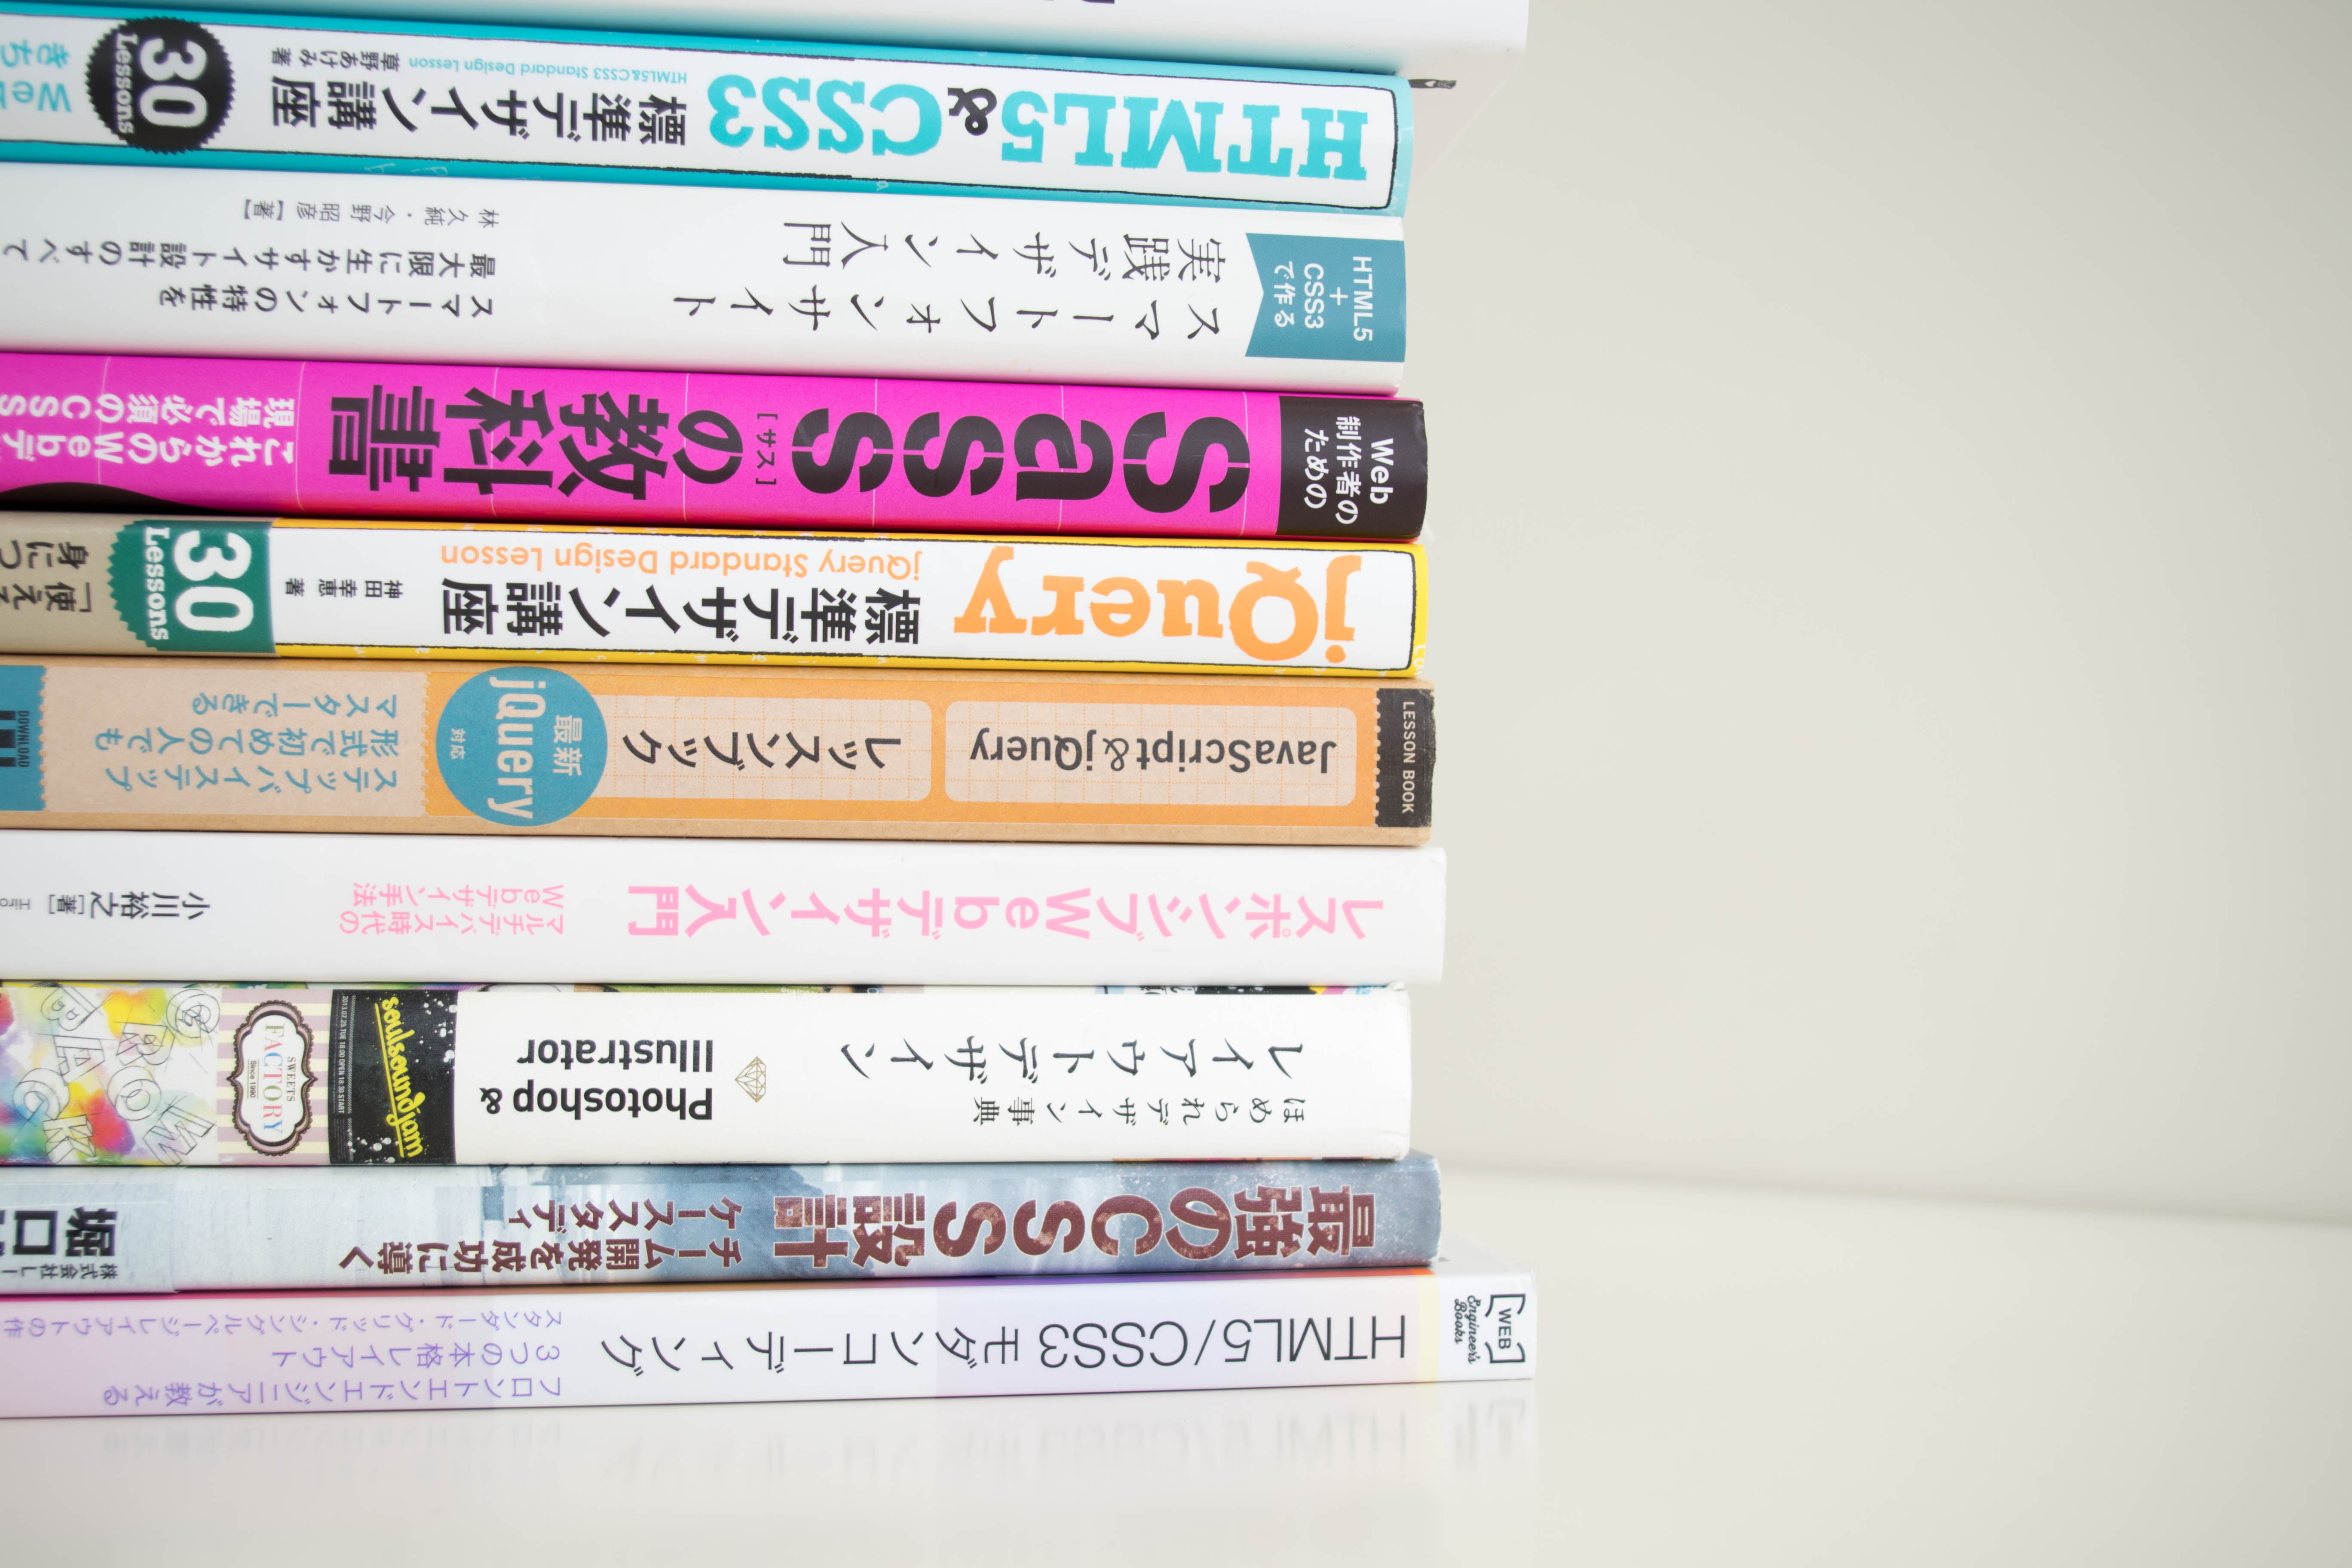 HTML5&CSS3
標準デザイン講座
HTML5&CSS3 Standard Design Lesson
草野あけみ 著
30
Lessons
HTML5
+
CSS3
で作る
スマートフォンサイト
実践デザイン入門
スマートフォンの特性を
最大限に生かすサイト設計のすべて
林 久純・今野 昭彦【著】
Web
制作者の
ための
Sassの教科書
[サス]
これからのWebデ
現場で必須のCSS
jQuery
標準デザイン講座
jQuery Standard Design Lesson
神田幸恵 著
30
Lessons
「使え
身につ
LESSON BOOK
JavaScript&jQuery
レッスンブック
最新
jQuery
対応
ステップバイステップ
形式で初めての人でも
マスターできる
DOWNLOAD
レスポンシブWebデザイン入門
マルチデバイス時代の
Webデザイン手法
小川裕之[著]
ほめられデザイン事典
レイアウトデザイン
Photoshop &
Illustrator
soulsoundjam
SWEETS
FACTORY
Since 1990
最強のCSS設計
チーム開発を成功に導く
ケーススタディ
株式会社
堀口
WEB
Engineer's
Books
HTML5/CSS3 モダンコーディング
フロントエンドエンジニアが教える
3つの本格レイアウト
スタンダード・グリッド・シングルページレイアウトの作